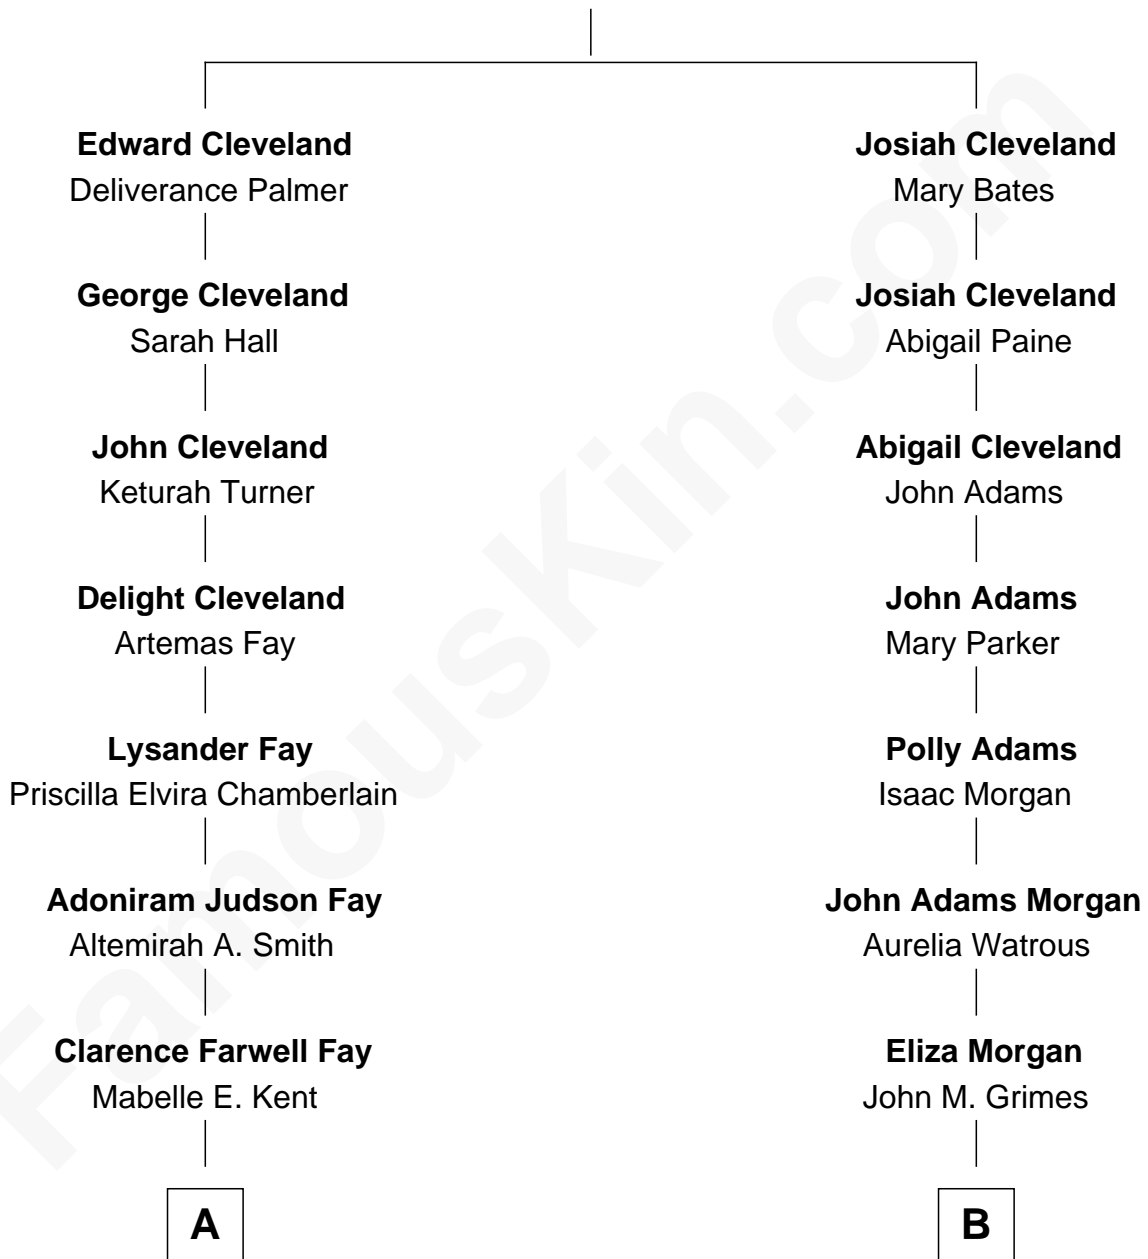 Edward Cleveland
Deliverance Palmer
George Cleveland
Sarah Hall
John Cleveland
Keturah Turner
Delight Cleveland
Artemas Fay
Lysander Fay
Priscilla Elvira Chamberlain
Adoniram Judson Fay
Altemirah A. Smith
Clarence Farwell Fay
Mabelle E. Kent
A
Josiah Cleveland
Mary Bates
Josiah Cleveland
Abigail Paine
Abigail Cleveland
John Adams
John Adams
Mary Parker
Polly Adams
Isaac Morgan
John Adams Morgan
Aurelia Watrous
Eliza Morgan
John M. Grimes
B
FamousKin.com